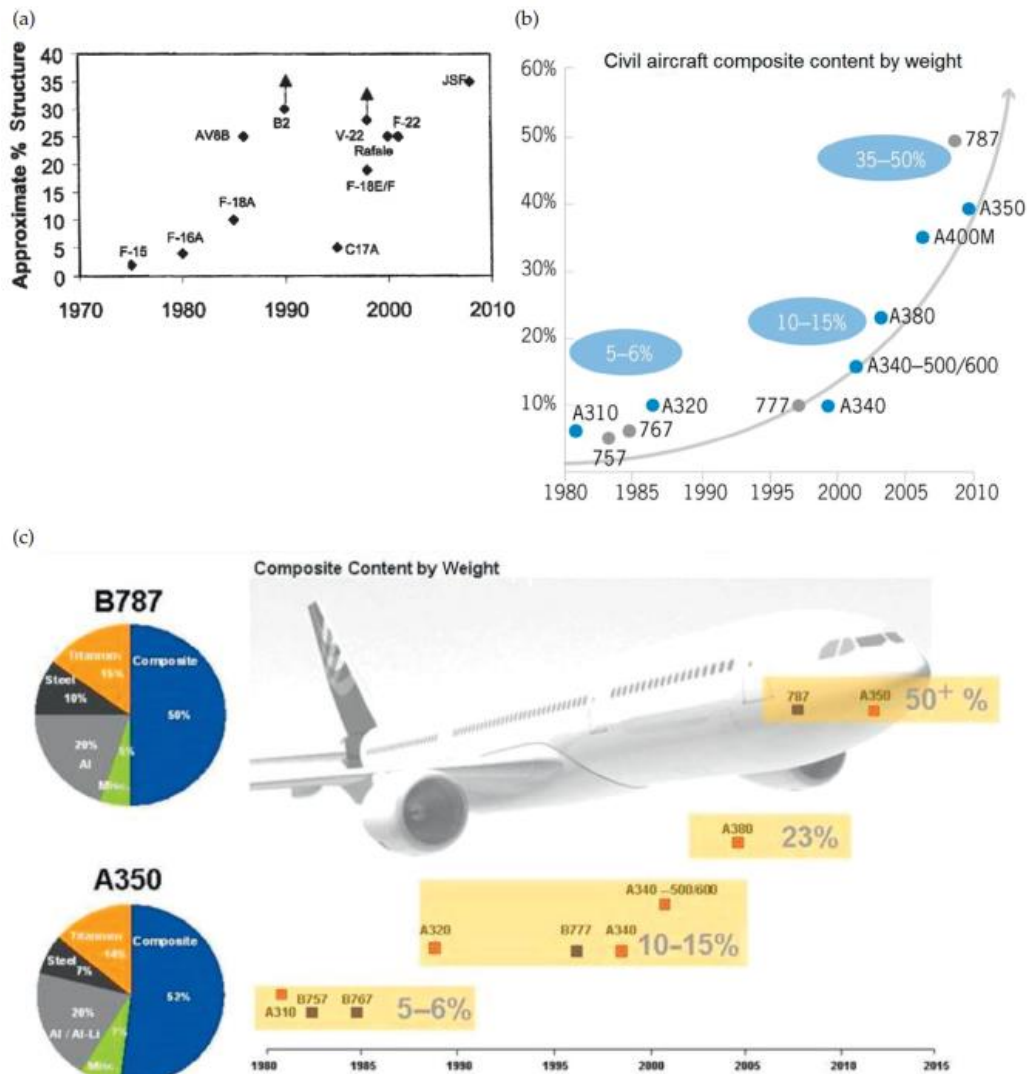 (a)
Approximate % Structure
40
35
30
25
20
15
10
5
0
JSF
B2
V-22
F-22
AV8B
Rafale
F-18E/F
F-18A
F-16A
F-15
C17A
1970 1980 1990 2000 2010
(b)
Civil aircraft composite content by weight
60%
50%
40%
30%
20%
10%
787
35–50%
A350
A400M
10–15%
A380
5–6%
A340–500/600
A310
A320
777
A340
767
757
1980 1985 1990 1995 2000 2005 2010
(c)
Composite Content by Weight
B787
Titanium
15%
Composite
50%
Steel
10%
20%
Al
5%
Misc.
A350
Titanium
14%
Composite
52%
Steel
7%
20%
Al / Al-Li
7%
Misc.
787 A350 50+ %
A380 23%
A340 –500/600
A320 B777 A340 10–15%
A310 B757 B767 5–6%
1980 1985 1990 1995 2000 2005 2010 2015